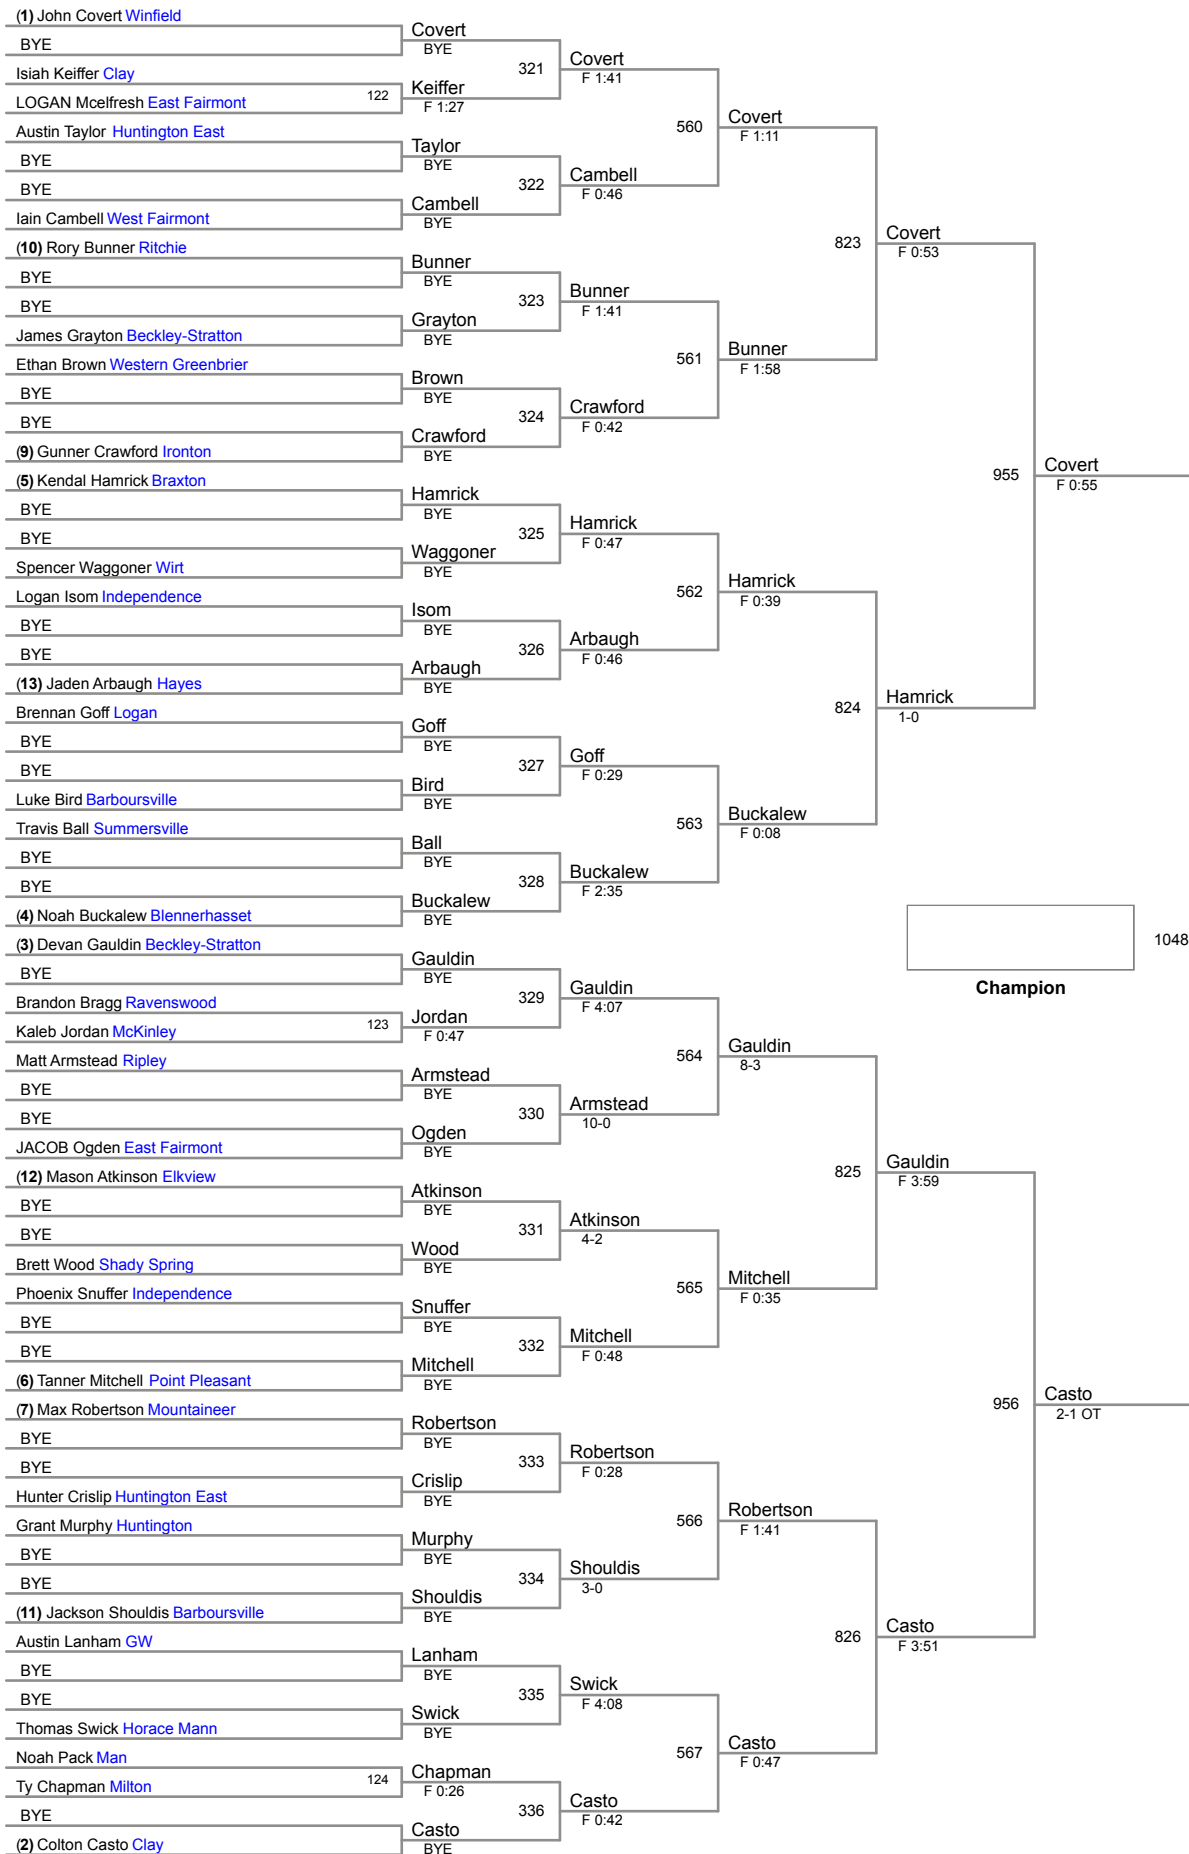 (1) John Covert Winfield
BYE
Isiah Keiffer Clay
LOGAN Mcelfresh East Fairmont
Austin Taylor Huntington East
BYE
BYE
Iain Cambell West Fairmont
(10) Rory Bunner Ritchie
BYE
BYE
James Grayton Beckley-Stratton
Ethan Brown Western Greenbrier
BYE
BYE
(9) Gunner Crawford Ironton
(5) Kendal Hamrick Braxton
BYE
BYE
Spencer Waggoner Wirt
Logan Isom Independence
BYE
BYE
(13) Jaden Arbaugh Hayes
Brennan Goff Logan
BYE
BYE
Luke Bird Barboursville
Travis Ball Summersville
BYE
BYE
(4) Noah Buckalew Blennerhasset
(3) Devan Gauldin Beckley-Stratton
BYE
Brandon Bragg Ravenswood
Kaleb Jordan McKinley
Matt Armstead Ripley
BYE
BYE
JACOB Ogden East Fairmont
(12) Mason Atkinson Elkview
BYE
BYE
Brett Wood Shady Spring
Phoenix Snuffer Independence
BYE
BYE
(6) Tanner Mitchell Point Pleasant
(7) Max Robertson Mountaineer
BYE
BYE
Hunter Crislip Huntington East
Grant Murphy Huntington
BYE
BYE
(11) Jackson Shouldis Barboursville
Austin Lanham GW
BYE
BYE
Thomas Swick Horace Mann
Noah Pack Man
Ty Chapman Milton
BYE
(2) Colton Casto Clay
122
123
124
Covert
BYE
Keiffer
F 1:27
Taylor
BYE
Cambell
BYE
Bunner
BYE
Grayton
BYE
Brown
BYE
Crawford
BYE
Hamrick
BYE
Waggoner
BYE
Isom
BYE
Arbaugh
BYE
Goff
BYE
Bird
BYE
Ball
BYE
Buckalew
BYE
Gauldin
BYE
Jordan
F 0:47
Armstead
BYE
Ogden
BYE
Atkinson
BYE
Wood
BYE
Snuffer
BYE
Mitchell
BYE
Robertson
BYE
Crislip
BYE
Murphy
BYE
Shouldis
BYE
Lanham
BYE
Swick
BYE
Chapman
F 0:26
Casto
BYE
321
322
323
324
325
326
327
328
329
330
331
332
333
334
335
336
Covert
F 1:41
Cambell
F 0:46
Bunner
F 1:41
Crawford
F 0:42
Hamrick
F 0:47
Arbaugh
F 0:46
Goff
F 0:29
Buckalew
F 2:35
Gauldin
F 4:07
Armstead
10-0
Atkinson
4-2
Mitchell
F 0:48
Robertson
F 0:28
Shouldis
3-0
Swick
F 4:08
Casto
F 0:42
560
561
562
563
564
565
566
567
Covert
F 1:11
Bunner
F 1:58
Hamrick
F 0:39
Buckalew
F 0:08
Gauldin
8-3
Mitchell
F 0:35
Robertson
F 1:41
Casto
F 0:47
823
824
825
826
Covert
F 0:53
Hamrick
1-0
Gauldin
F 3:59
Casto
F 3:51
955
956
Covert
F 0:55
Casto
2-1 OT
1048
Champion